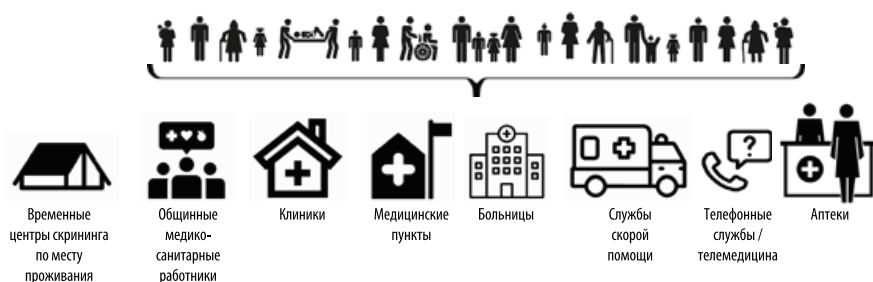 Временные
центры скрининга
по месту
проживания
Общинные
медико-
санитарные
работники
Клиники
Медицинские
пункты
Больницы
Службы
скорой
помощи
Телефонные
службы /
телемедицина
Аптеки
?